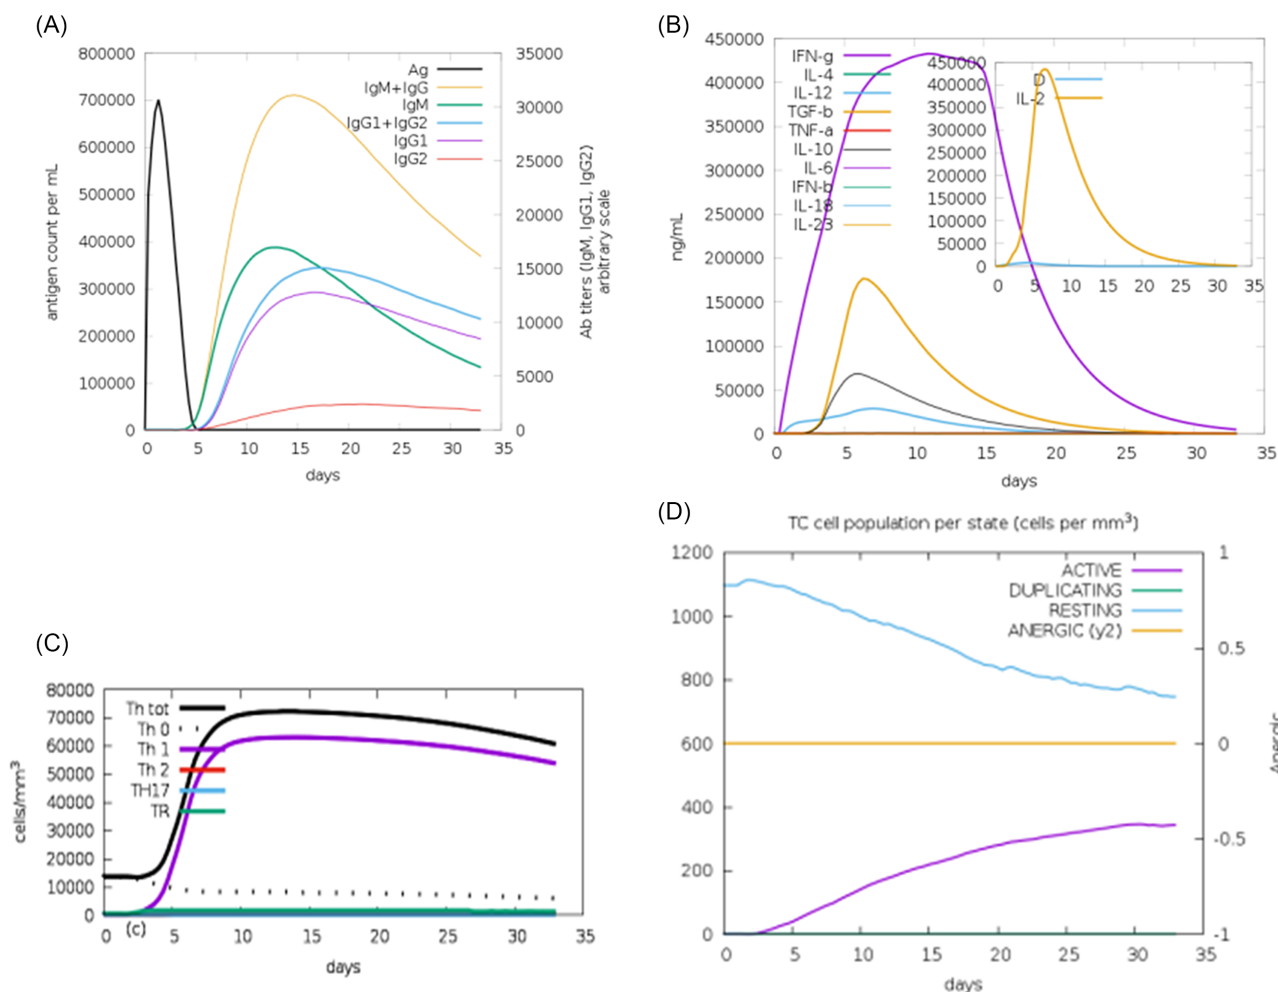 (A)
800000
700000
600000
500000
400000
300000
200000
100000
0
antigen count per mL
35000
30000
25000
20000
15000
10000
5000
0
Ab titers (IgM, IgG1, IgG2)
arbitrary scale
Ag
IgM+IgG
IgM
IgG1+IgG2
IgG1
IgG2
0 5 10 15 20 25 30 35
days
(B)
450000
400000
350000
300000
250000
200000
150000
100000
50000
0
ng/mL
IFN-g
IL-4
IL-12
TGF-b
TNF-a
IL-10
IL-6
IFN-b
IL-18
IL-23
0 5 10 15 20 25 30 35
days
450000
400000
350000
300000
250000
200000
150000
100000
50000
0
D
IL-2
0 5 10 15 20 25 30 35
(C)
80000
70000
60000
50000
40000
30000
20000
10000
0
cells/mm³
Th tot
Th 0
Th 1
Th 2
TH17
TR
0 5 10 15 20 25 30 35
(c)
days
(D)
TC cell population per state (cells per mm³)
1200
1000
800
600
400
200
0
ACTIVE
DUPLICATING
RESTING
ANERGIC (y2)
1
0.5
0
-0.5
-1
0 5 10 15 20 25 30 35
days